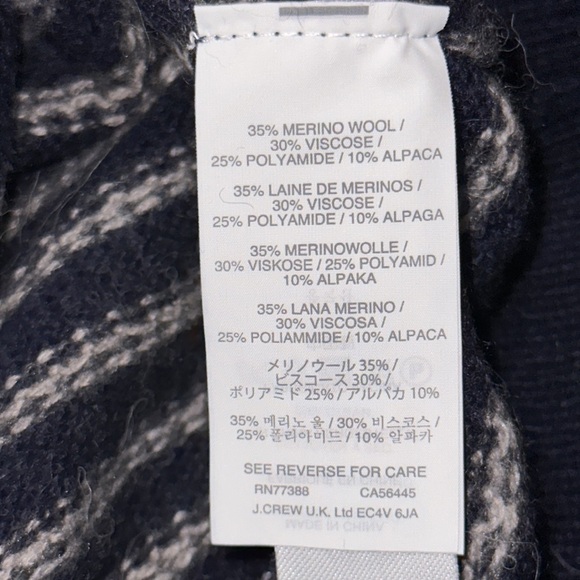 35% MERINO WOOL /
30% VISCOSE /
25% POLYAMIDE / 10% ALPACA
35% LAINE DE MERINOS /
30% VISCOSE /
25% POLYAMIDE / 10% ALPAGA
35% MERINOWOLLE /
30% VISKOSE / 25% POLYAMID /
10% ALPAKA
35% LANA MERINO /
30% VISCOSA /
25% POLIAMMIDE / 10% ALPACA
メリノウール 35% /
ビスコース 30% /
ポリアミド 25% / アルパカ 10%
35% 메리노 울 / 30% 비스코스 /
25% 폴리아미드 / 10% 알파카
SEE REVERSE FOR CARE
RN77388 CA56445
J.CREW U.K. Ltd EC4V 6JA
MADE IN CHINA